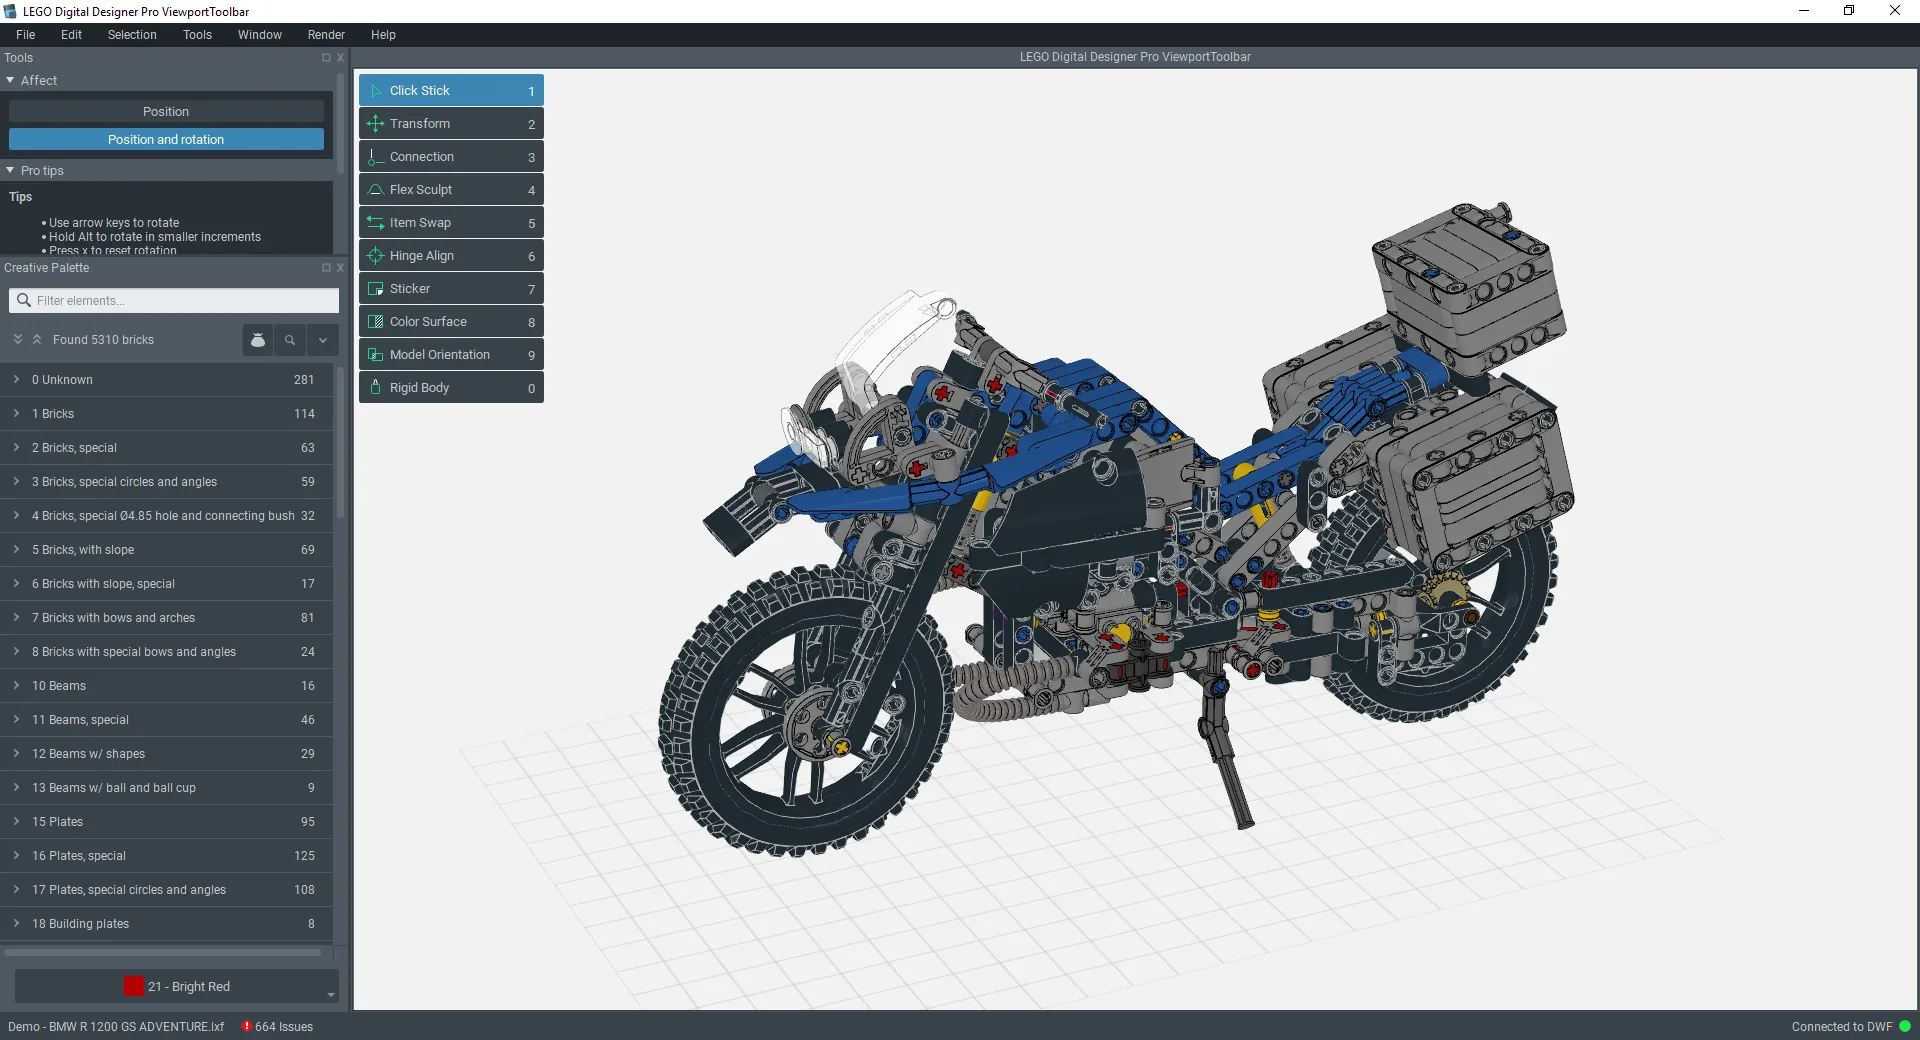 LEGO Digital Designer Pro ViewportToolbar
File Edit Selection Tools Window Render Help
Tools
LEGO Digital Designer Pro ViewportToolbar
Affect
Position
Position and rotation
Pro tips
Tips
• Use arrow keys to rotate
• Hold Alt to rotate in smaller increments
• Press x to reset rotation
Creative Palette
Filter elements...
Found 5310 bricks
0 Unknown 281
1 Bricks 114
2 Bricks, special 63
3 Bricks, special circles and angles 59
4 Bricks, special Ø4.85 hole and connecting bush 32
5 Bricks, with slope 69
6 Bricks with slope, special 17
7 Bricks with bows and arches 81
8 Bricks with special bows and angles 24
10 Beams 16
11 Beams, special 46
12 Beams w/ shapes 29
13 Beams w/ ball and ball cup 9
15 Plates 95
16 Plates, special 125
17 Plates, special circles and angles 108
18 Building plates 8
21 - Bright Red
Click Stick 1
Transform 2
Connection 3
Flex Sculpt 4
Item Swap 5
Hinge Align 6
Sticker 7
Color Surface 8
Model Orientation 9
Rigid Body 0
Demo - BMW R 1200 GS ADVENTURE.lxf 664 Issues
Connected to DWF